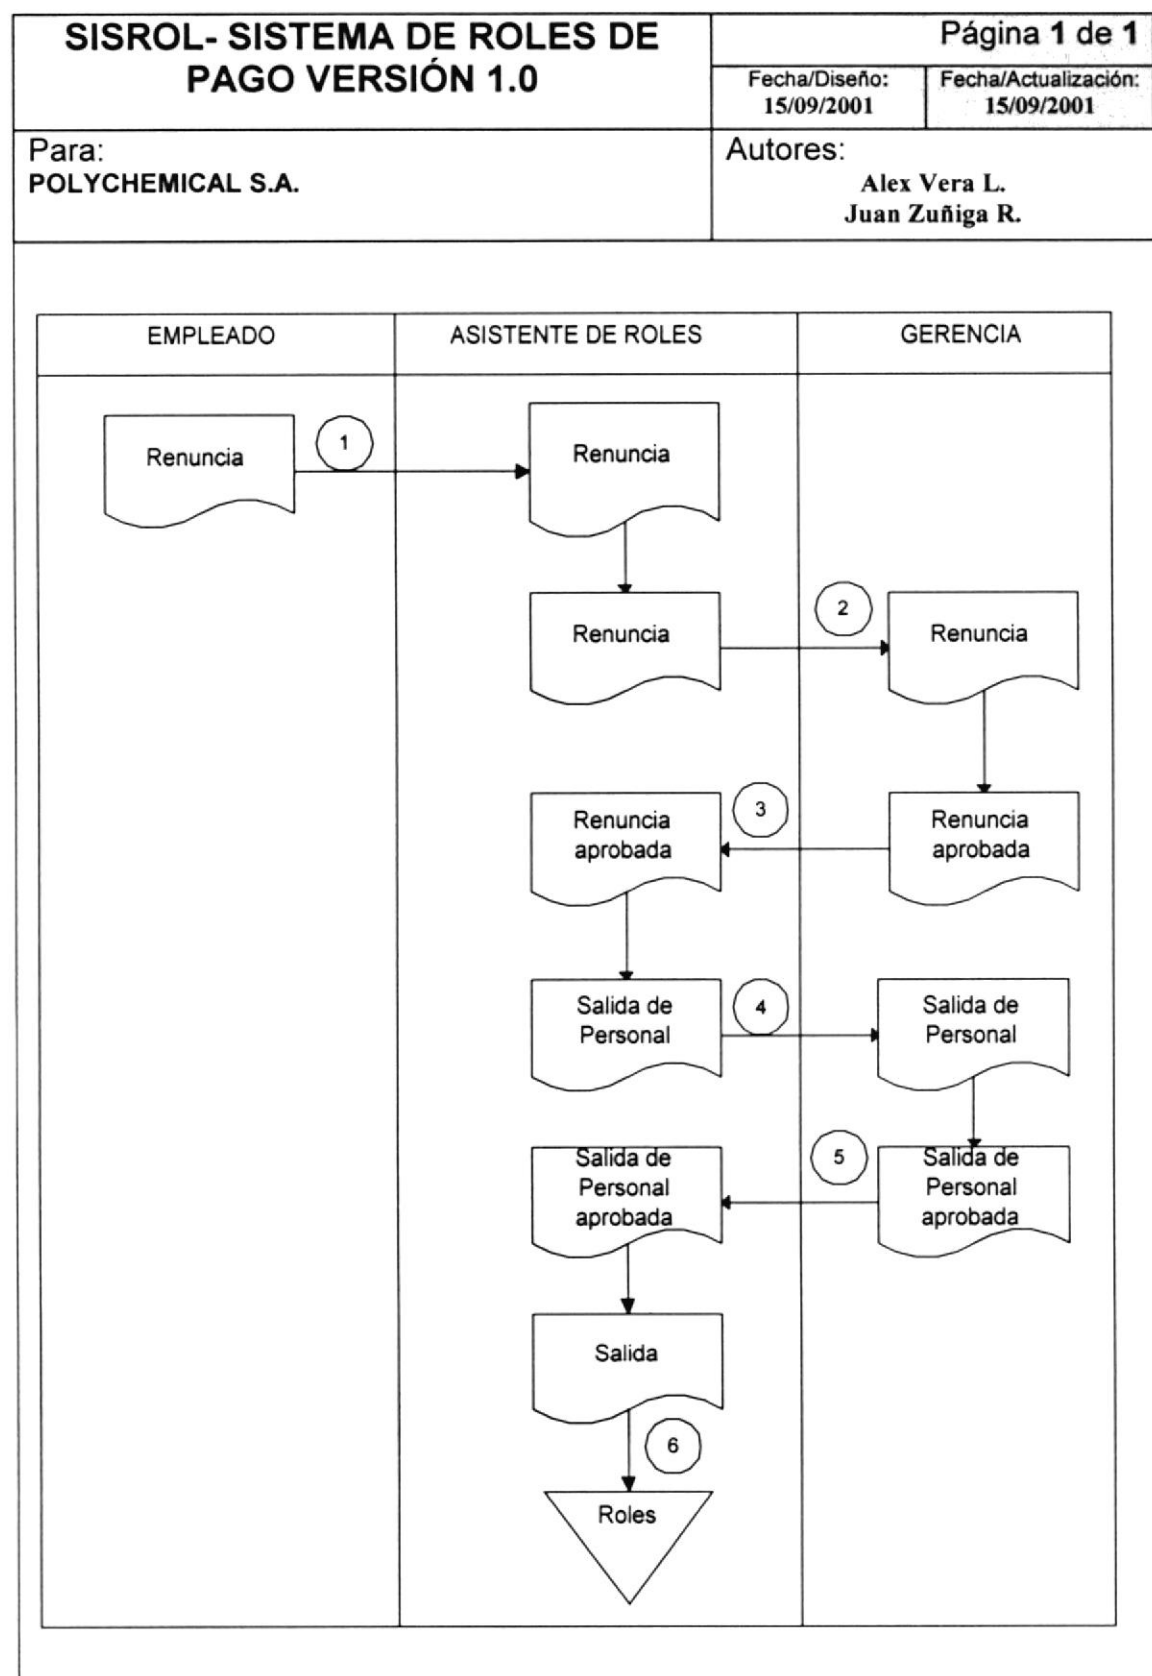 SISROL- SISTEMA DE ROLES DE
PAGO VERSIÓN 1.0
Página 1 de 1
Fecha/Diseño:
15/09/2001
Fecha/Actualización:
15/09/2001
Para:
POLYCHEMICAL S.A.
Autores:
Alex Vera L.
Juan Zuñiga R.
EMPLEADO
ASISTENTE DE ROLES
GERENCIA
Renuncia
1
Renuncia
Renuncia
2
Renuncia
Renuncia
aprobada
3
Renuncia
aprobada
Salida de
Personal
4
Salida de
Personal
Salida de
Personal
aprobada
5
Salida de
Personal
aprobada
Salida
6
Roles